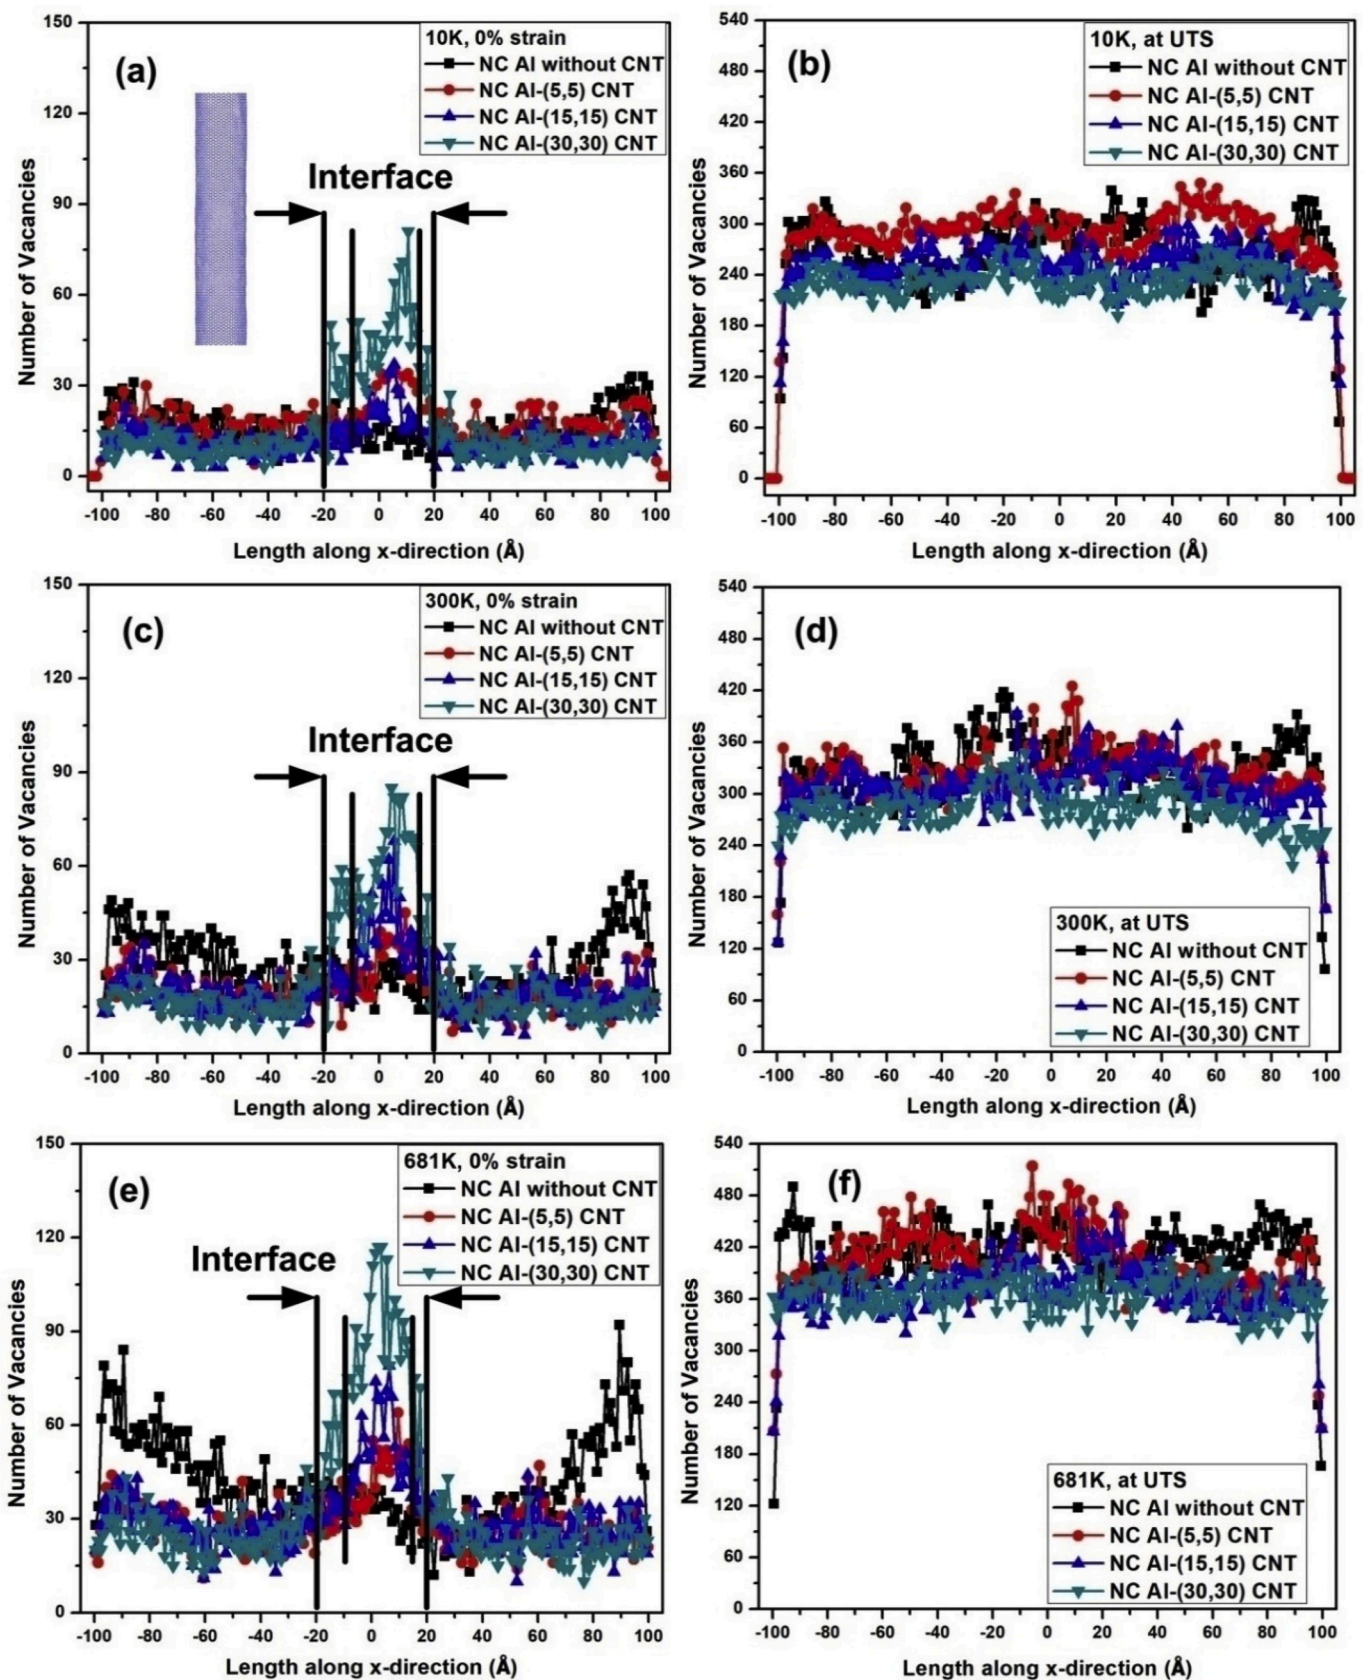 (a)
10K, 0% strain
NC Al without CNT
NC Al-(5,5) CNT
NC Al-(15,15) CNT
NC Al-(30,30) CNT
Interface
Number of Vacancies
150
120
90
60
30
0
-100 -80 -60 -40 -20 0 20 40 60 80 100
Length along x-direction (Å)
(b)
10K, at UTS
NC Al without CNT
NC Al-(5,5) CNT
NC Al-(15,15) CNT
NC Al-(30,30) CNT
Number of Vacancies
540
480
420
360
300
240
180
120
60
0
-100 -80 -60 -40 -20 0 20 40 60 80 100
Length along x-direction (Å)
(c)
300K, 0% strain
NC Al without CNT
NC Al-(5,5) CNT
NC Al-(15,15) CNT
NC Al-(30,30) CNT
Interface
Number of Vacancies
150
120
90
60
30
0
-100 -80 -60 -40 -20 0 20 40 60 80 100
Length along x-direction (Å)
(d)
Number of Vacancies
540
480
420
360
300
240
180
120
60
0
300K, at UTS
NC Al without CNT
NC Al-(5,5) CNT
NC Al-(15,15) CNT
NC Al-(30,30) CNT
-100 -80 -60 -40 -20 0 20 40 60 80 100
Length along x-direction (Å)
(e)
681K, 0% strain
NC Al without CNT
NC Al-(5,5) CNT
NC Al-(15,15) CNT
NC Al-(30,30) CNT
Interface
Number of Vacancies
150
120
90
60
30
0
-100 -80 -60 -40 -20 0 20 40 60 80 100
Length along x-direction (Å)
(f)
Number of Vacancies
540
480
420
360
300
240
180
120
60
0
681K, at UTS
NC Al without CNT
NC Al-(5,5) CNT
NC Al-(15,15) CNT
NC Al-(30,30) CNT
-100 -80 -60 -40 -20 0 20 40 60 80 100
Length along x-direction (Å)